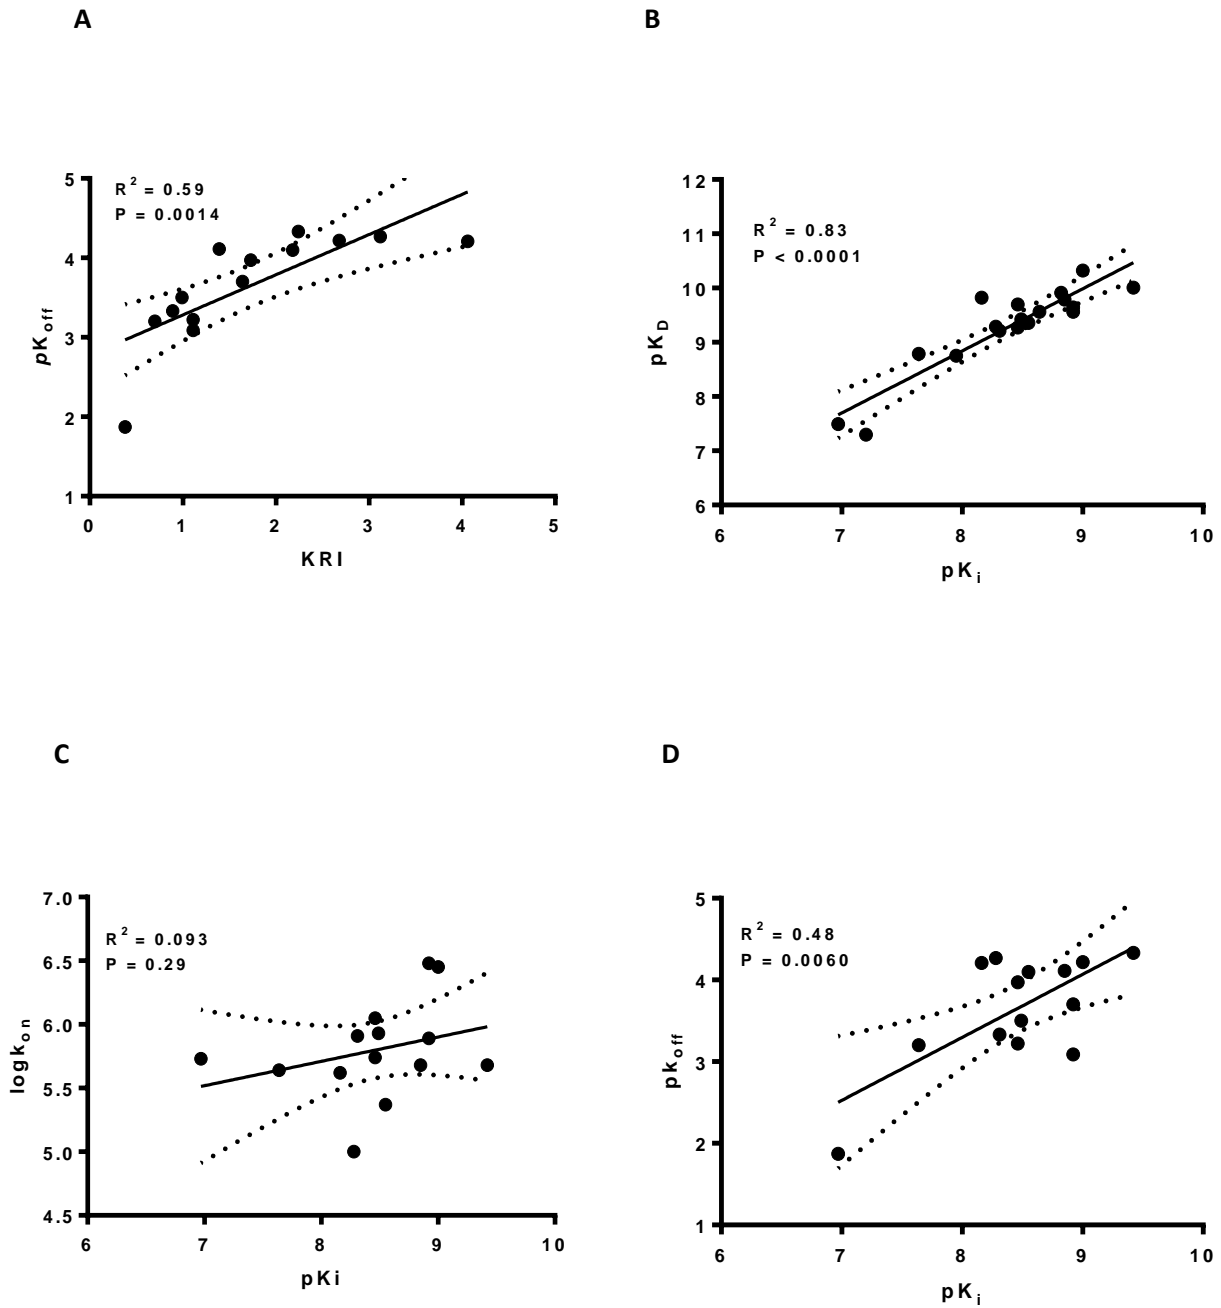 A
B
R² = 0.59
P = 0.0014
5
4
3
2
1
pKoff
0 1 2 3 4 5
KRI
R² = 0.83
P < 0.0001
12
11
10
9
8
7
6
pKD
6 7 8 9 10
pKi
C
D
R² = 0.093
P = 0.29
7.0
6.5
6.0
5.5
5.0
4.5
logkon
6 7 8 9 10
pKi
R² = 0.48
P = 0.0060
5
4
3
2
1
pkoff
6 7 8 9 10
pKi